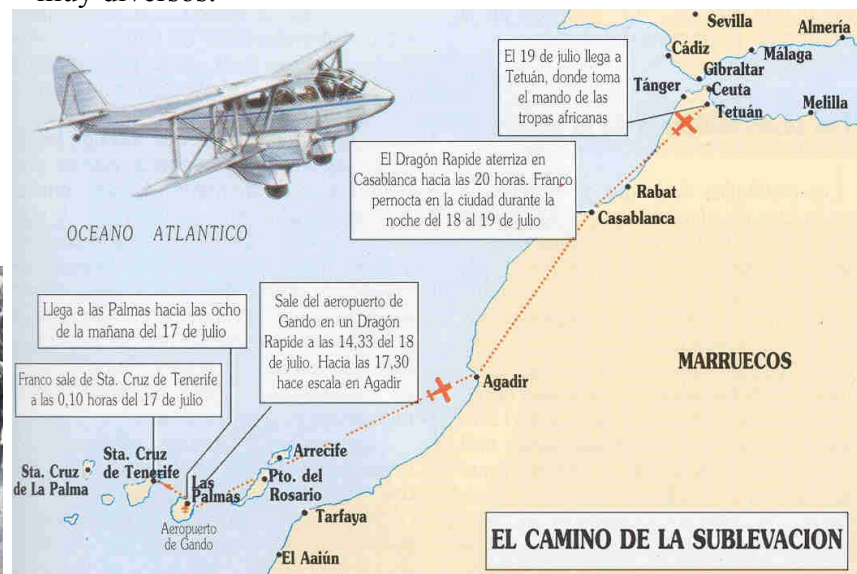 muy diversos.
Sevilla
Almería
Cádiz
Málaga
Gibraltar
Tánger
Ceuta
Tetuán
Melilla
El 19 de julio llega a
Tetuán, donde toma
el mando de las
tropas africanas
El Dragón Rapide aterriza en
Casablanca hacia las 20 horas. Franco
pernocta en la ciudad durante la
noche del 18 al 19 de julio
Rabat
Casablanca
OCEANO ATLANTICO
Llega a las Palmas hacia las ocho
de la mañana del 17 de julio
Sale del aeropuerto de
Gando en un Dragón
Rapide a las 14,33 del 18
de julio. Hacia las 17,30
hace escala en Agadir
Franco sale de Sta. Cruz de Tenerife
a las 0,10 horas del 17 de julio
MARRUECOS
Agadir
Sta. Cruz
de La Palma
Sta. Cruz
de Tenerife
Las
Palmas
Arrecife
Pto. del
Rosario
Aeropuerto
de Gando
Tarfaya
El Aaiún
EL CAMINO DE LA SUBLEVACION